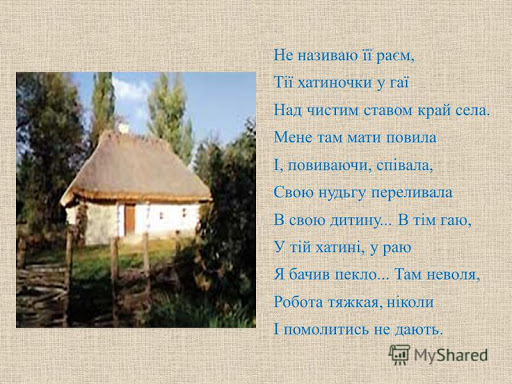 Не називаю її раєм,
Тії хатиночки у гаї
Над чистим ставом край села.
Мене там мати повила
І, повиваючи, співала,
Свою нудьгу переливала
В свою дитину... В тім гаю,
У тій хатині, у раю
Я бачив пекло... Там неволя,
Робота тяжкая, ніколи
І помолитись не дають.
MyShared